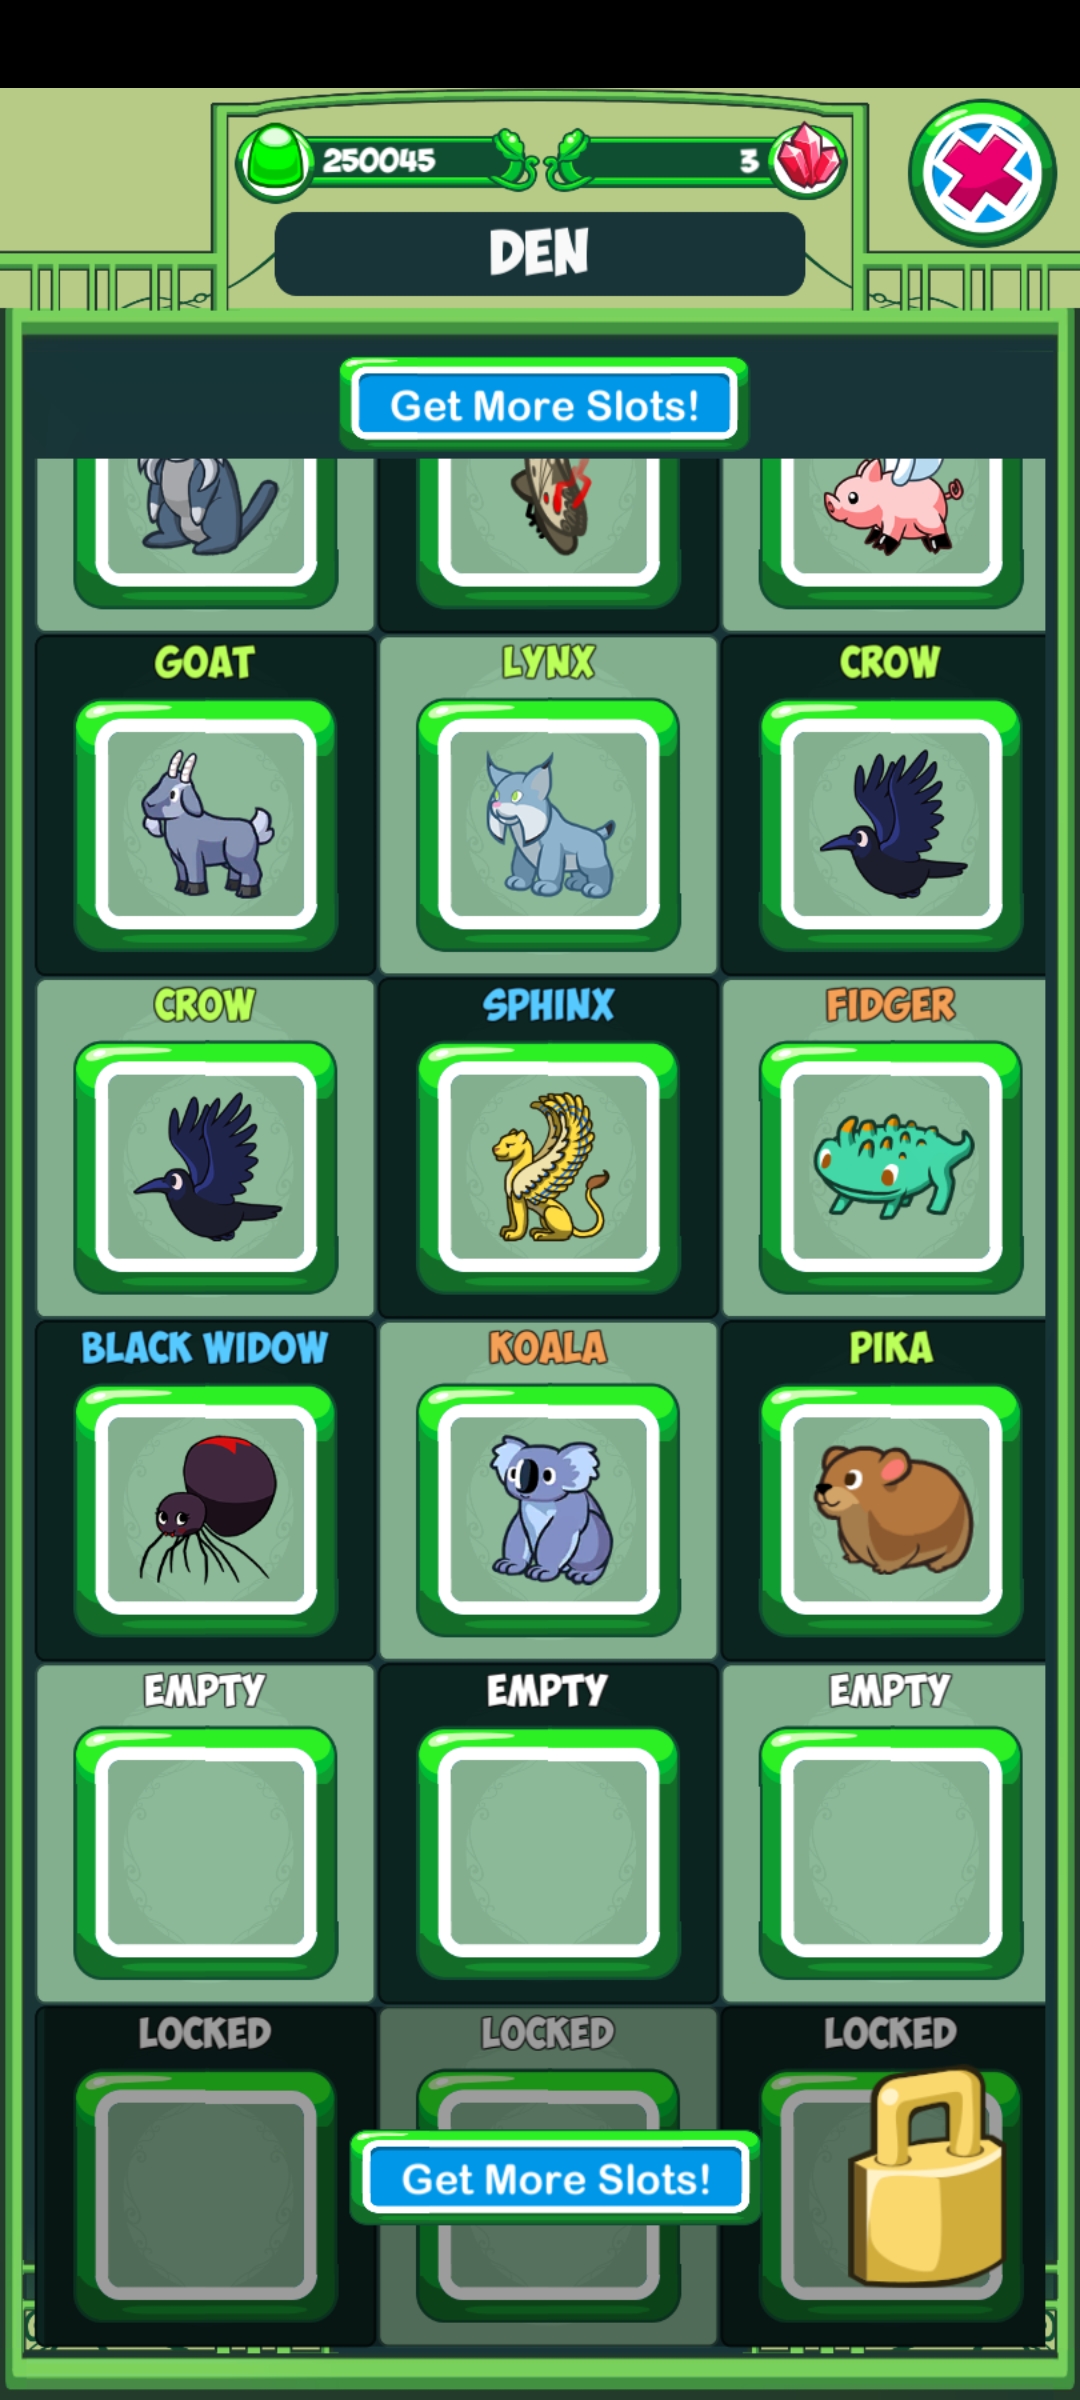 250045
3
DEN
Get More Slots!
GOAT
LYNX
CROW
CROW
SPHINX
FIDGER
BLACK WIDOW
KOALA
PIKA
EMPTY
EMPTY
EMPTY
LOCKED
LOCKED
LOCKED
Get More Slots!